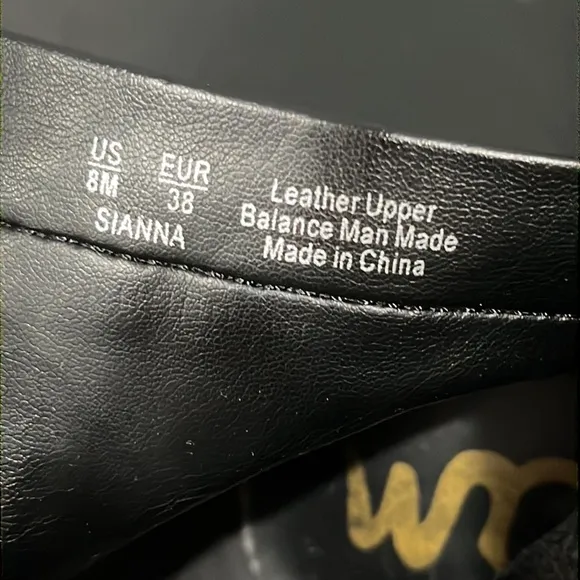 US EUR Leather Upper
8M 38 Balance Man Made
SIANNA Made in China